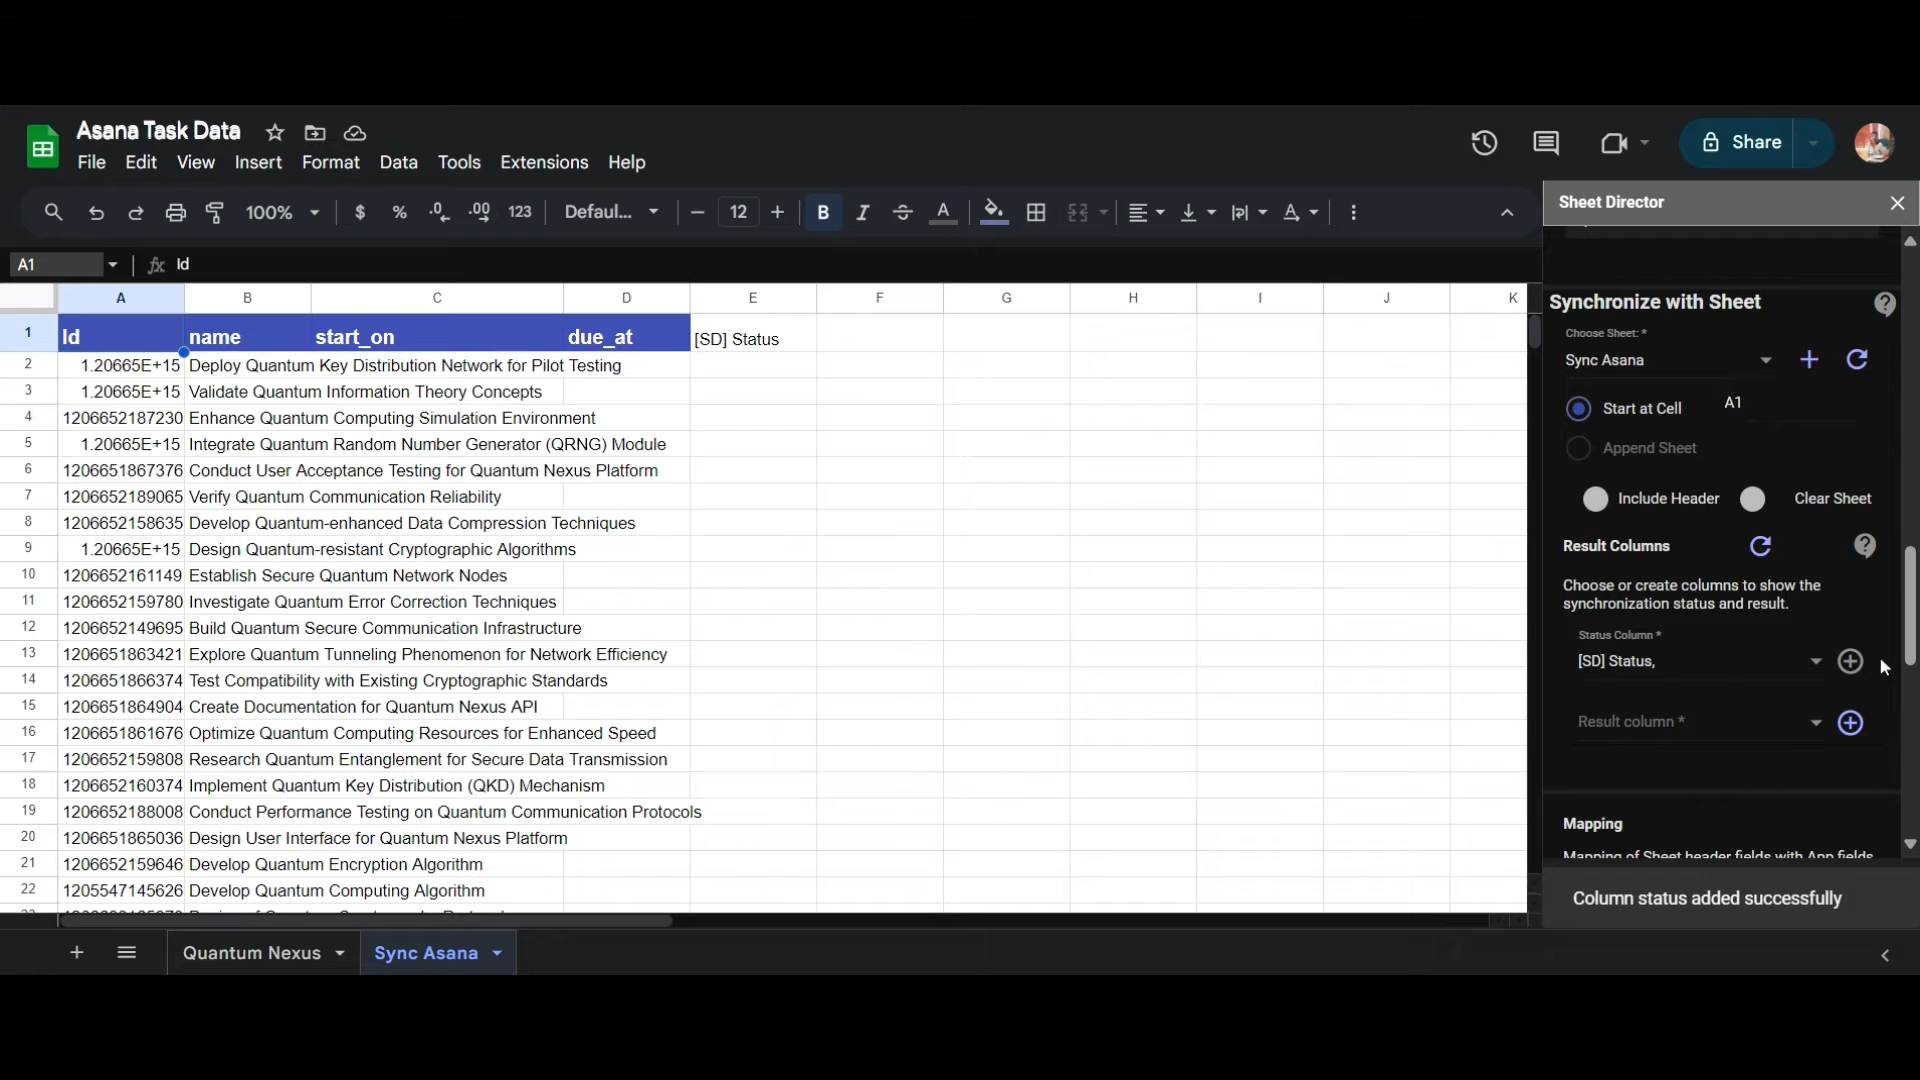 Asana Task Data
File Edit View Insert Format Data Tools Extensions Help
Share
100% $ % .0 .00 123 Defaul... 12 B I S A A
Sheet Director
A1 fx Id
A B C D E F G H I J K
1 Id name start_on due_at [SD] Status
2 1.20665E+15 Deploy Quantum Key Distribution Network for Pilot Testing
3 1.20665E+15 Validate Quantum Information Theory Concepts
4 1206652187230 Enhance Quantum Computing Simulation Environment
5 1.20665E+15 Integrate Quantum Random Number Generator (QRNG) Module
6 1206651867376 Conduct User Acceptance Testing for Quantum Nexus Platform
7 1206652189065 Verify Quantum Communication Reliability
8 1206652158635 Develop Quantum-enhanced Data Compression Techniques
9 1.20665E+15 Design Quantum-resistant Cryptographic Algorithms
10 1206652161149 Establish Secure Quantum Network Nodes
11 1206652159780 Investigate Quantum Error Correction Techniques
12 1206652149695 Build Quantum Secure Communication Infrastructure
13 1206651863421 Explore Quantum Tunneling Phenomenon for Network Efficiency
14 1206651866374 Test Compatibility with Existing Cryptographic Standards
15 1206651864904 Create Documentation for Quantum Nexus API
16 1206651861676 Optimize Quantum Computing Resources for Enhanced Speed
17 1206652159808 Research Quantum Entanglement for Secure Data Transmission
18 1206652160374 Implement Quantum Key Distribution (QKD) Mechanism
19 1206652188008 Conduct Performance Testing on Quantum Communication Protocols
20 1206651865036 Design User Interface for Quantum Nexus Platform
21 1206652159646 Develop Quantum Encryption Algorithm
22 1205547145626 Develop Quantum Computing Algorithm
Synchronize with Sheet
Choose Sheet: *
Sync Asana
Start at Cell A1
Append Sheet
Include Header Clear Sheet
Result Columns
Choose or create columns to show the
synchronization status and result.
Status Column *
[SD] Status,
Result column *
Mapping
Mapping of Sheet header fields with App fields
Column status added successfully
Quantum Nexus Sync Asana